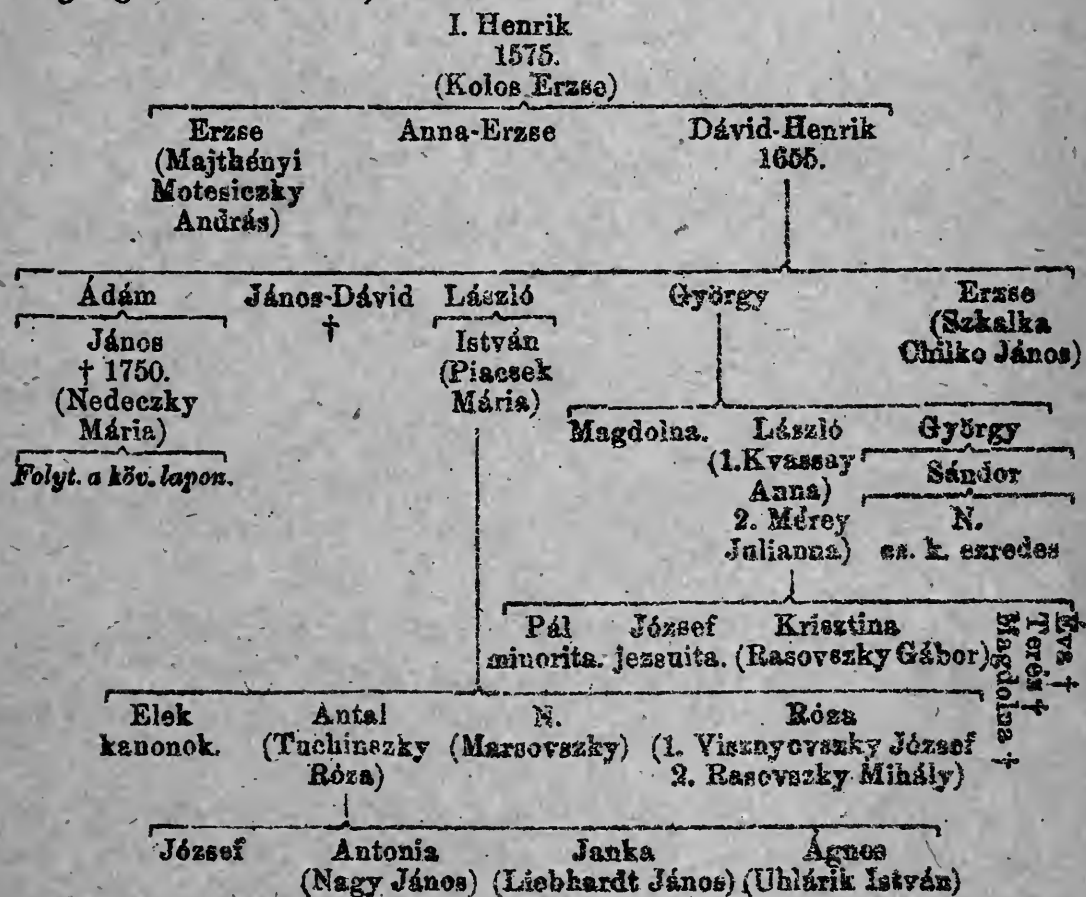 I. Henrik
1575.
(Kolos Erzse)
Erzse Anna-Erzse Dávid-Henrik
(Majthényi 1655.
Motesiczky
András)
Ádám János-Dávid László György Erzse
† (Szkalka
Chilko János)
János István
† 1750. (Piacsek
(Nedeczky Mária)
Mária)
Folyt. a köv. lapon.
Magdolna. László György
(1. Kvassay Sándor
Anna)
2. Mérey N.
Julianna) cs. k. ezredes
Pál József Krisztina
minorita. jezsuita. (Rasovszky Gábor)
Éva †
Teréz †
Magdolna †
Elek Antal N. Róza
kanonok. (Tuchinszky (Marsovszky) (1. Visznyovszky József
Róza) 2. Rasovszky Mihály)
József Antonia Janka Ágnes
(Nagy János) (Liebhardt János) (Uhlárik István)